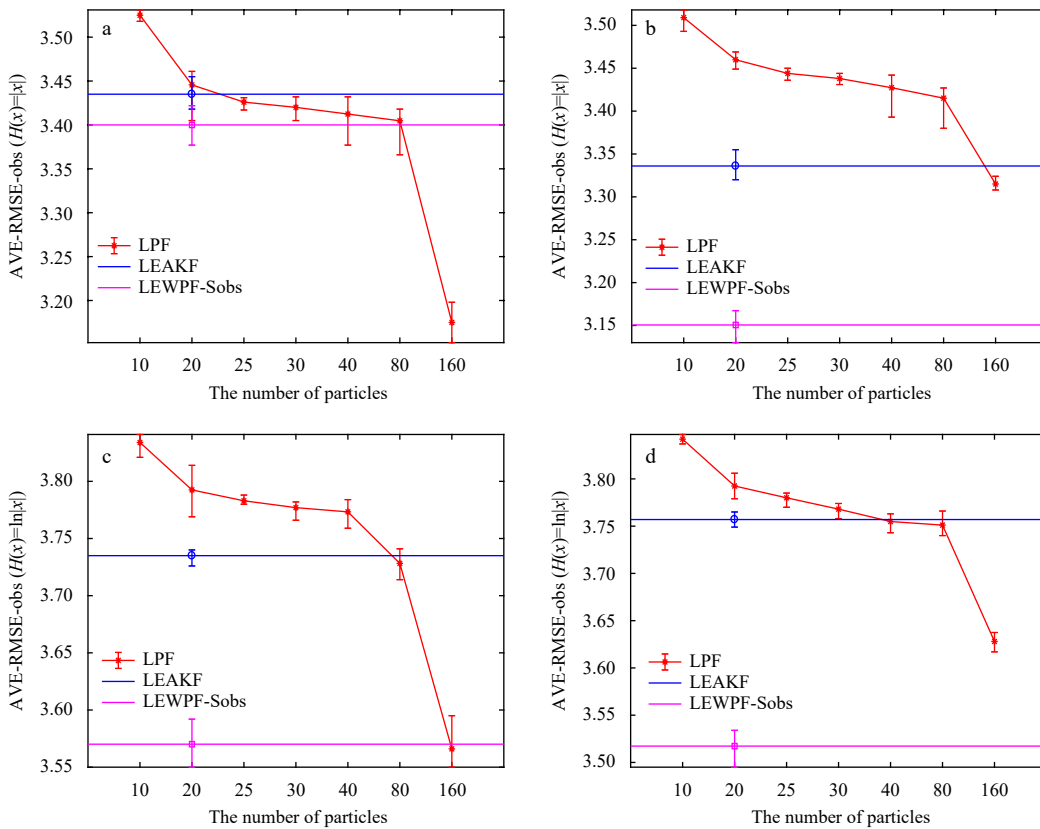 a
AVE-RMSE-obs (H(x)=|x|)
3.50
3.45
3.40
3.35
3.30
3.25
3.20
LPF
LEAKF
LEWPF-Sobs
10 20 25 30 40 80 160
The number of particles
b
AVE-RMSE-obs (H(x)=|x|)
3.50
3.45
3.40
3.35
3.30
3.25
3.20
3.15
LPF
LEAKF
LEWPF-Sobs
10 20 25 30 40 80 160
The number of particles
c
AVE-RMSE-obs (H(x)=ln|x|)
3.80
3.75
3.70
3.65
3.60
3.55
LPF
LEAKF
LEWPF-Sobs
10 20 25 30 40 80 160
The number of particles
d
AVE-RMSE-obs (H(x)=ln|x|)
3.80
3.75
3.70
3.65
3.60
3.55
3.50
LPF
LEAKF
LEWPF-Sobs
10 20 25 30 40 80 160
The number of particles